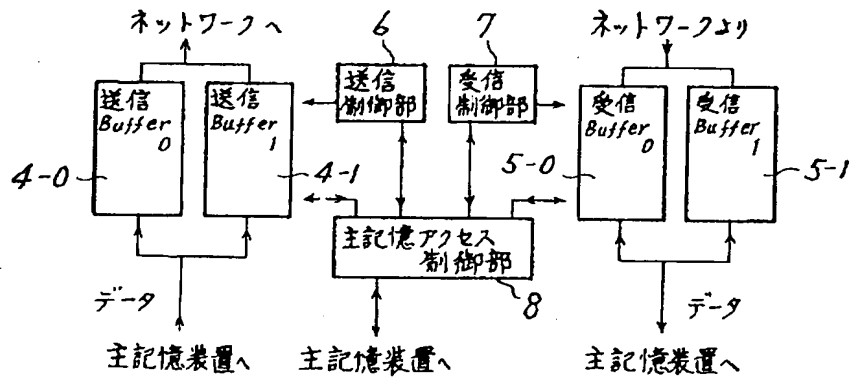 ネットワークへ
6
7
ネットワークより
送信
Buffer
0
送信
Buffer
1
送信
制御部
受信
制御部
受信
Buffer
0
受信
Buffer
1
4-0
4-1
5-0
5-1
主記憶アクセス
制御部
8
データ
データ
主記憶装置へ
主記憶装置へ
主記憶装置へ